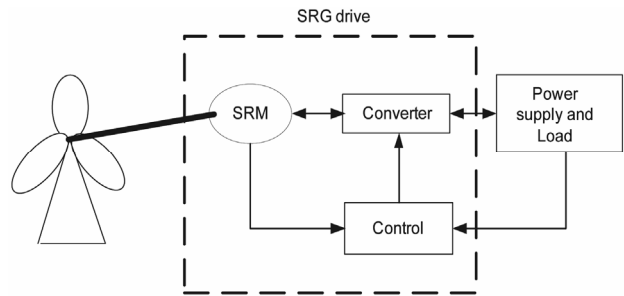 SRG drive
SRM
Converter
Power
supply and
Load
Control